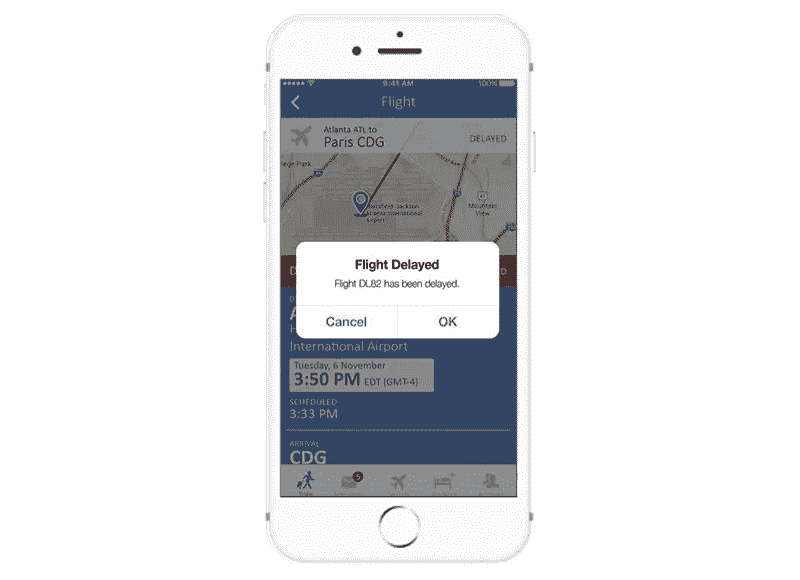 9:41 AM
100%
Flight
Atlanta ATL to
Paris CDG
DELAYED
lege Park
Hartsfield-Jackson
Atlanta International
Airport
Mountain
View
Flight Delayed
Flight DL82 has been delayed.
Cancel
OK
International Airport
Tuesday, 6 November
3:50 PM EDT (GMT-4)
SCHEDULED
3:33 PM
ARRIVAL
CDG
5
Trips